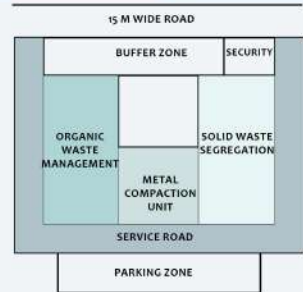 15 M WIDE ROAD
BUFFER ZONE
SECURITY
ORGANIC
WASTE
MANAGEMENT
SOLID WASTE
SEGREGATION
METAL
COMPACTION
UNIT
SERVICE ROAD
PARKING ZONE